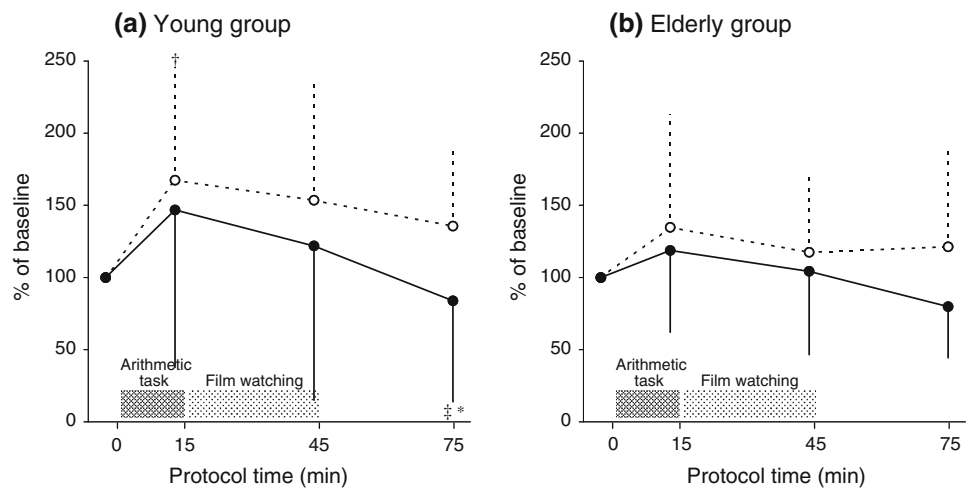 (a) Young group
250
200
150
100
50
0
% of baseline
†
Arithmetic
task
Film watching
‡ *
0 15 45 75
Protocol time (min)
(b) Elderly group
250
200
150
100
50
0
% of baseline
Arithmetic
task
Film watching
0 15 45 75
Protocol time (min)